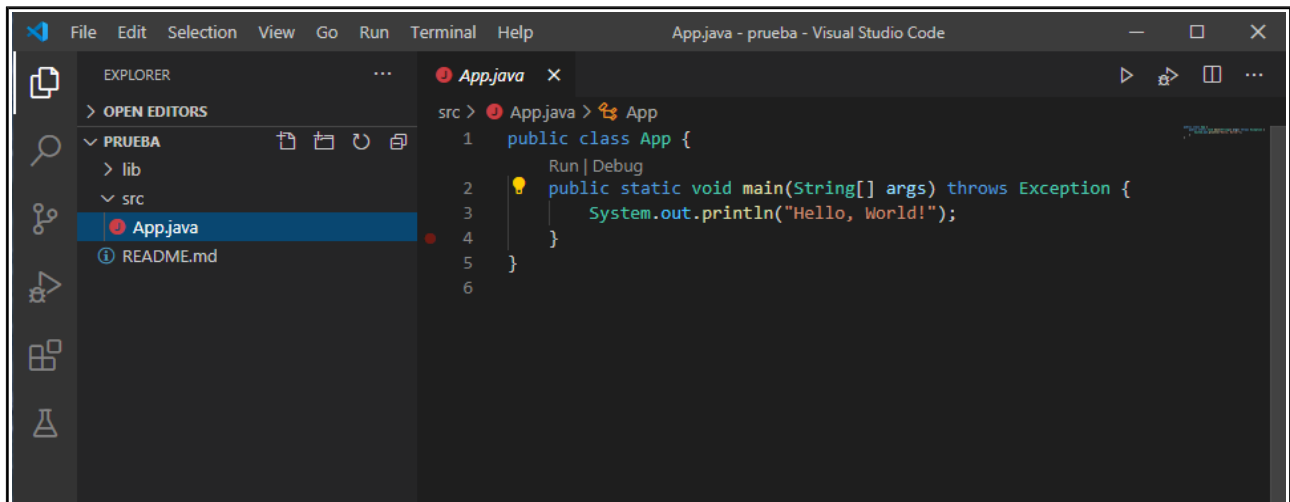 File Edit Selection View Go Run Terminal Help App.java - prueba - Visual Studio Code
EXPLORER
OPEN EDITORS
PRUEBA
lib
src
App.java
README.md
App.java
src > App.java > App
1 public class App {
Run | Debug
2 public static void main(String[] args) throws Exception {
3 System.out.println("Hello, World!");
4 }
5 }
6